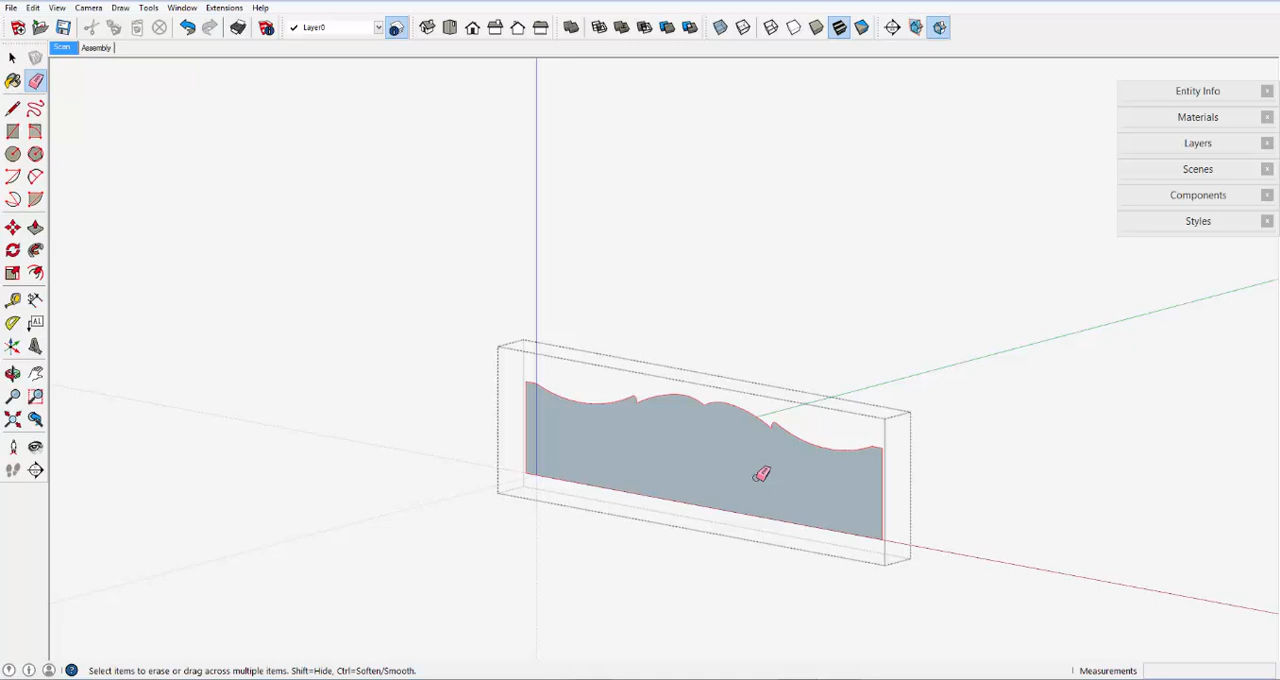 File Edit View Camera Draw Tools Window Extensions Help
Layer0
Scan Assembly
Entity Info
Materials
Layers
Scenes
Components
Styles
A1
Select items to erase or drag across multiple items. Shift=Hide, Ctrl=Soften/Smooth.
Measurements